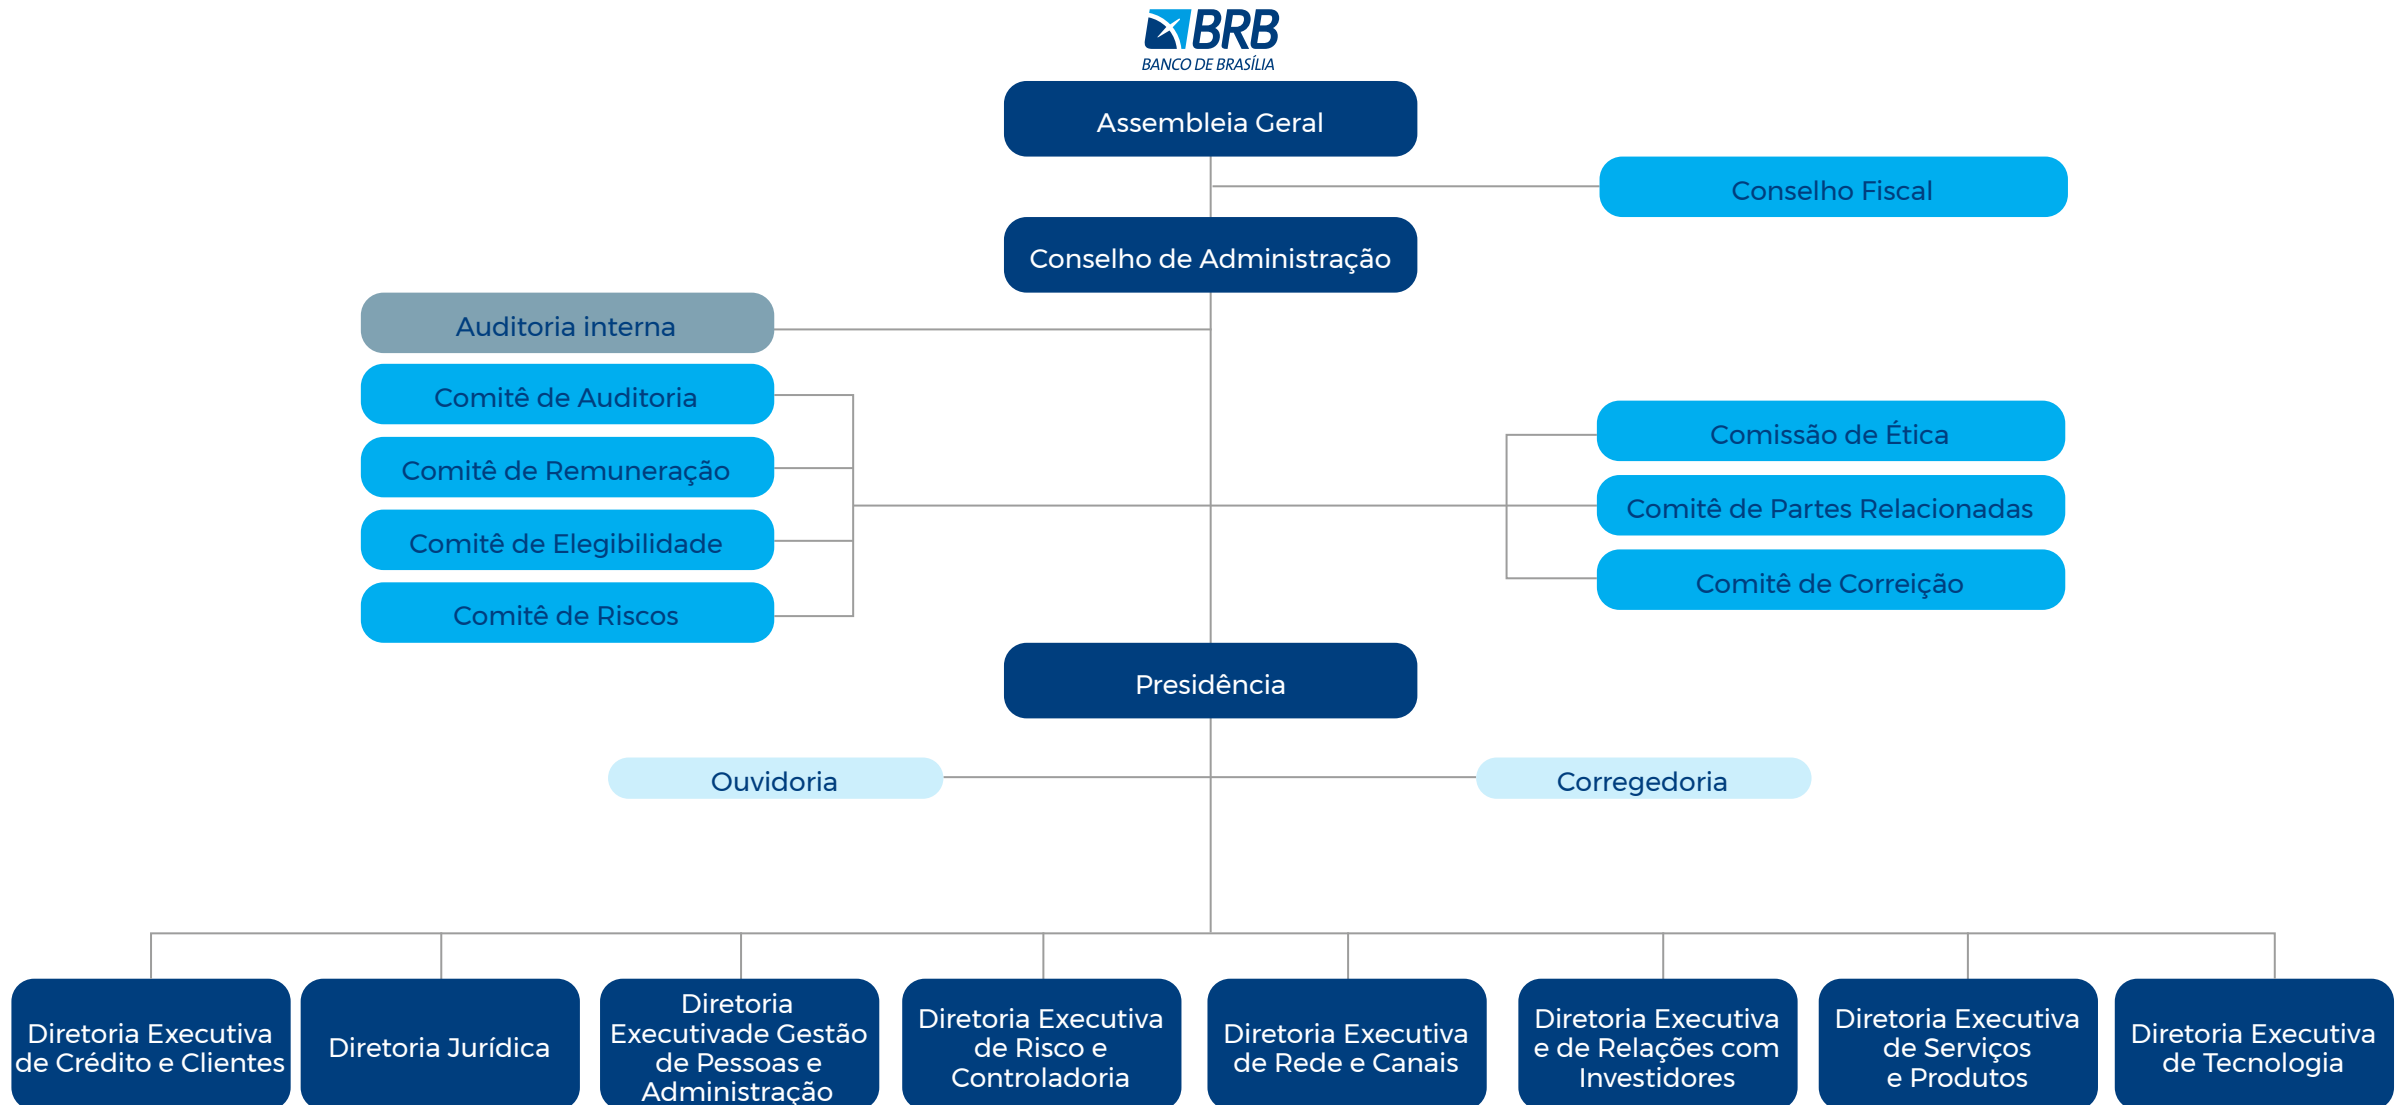 BRB
BANCO DE BRASÍLIA
Assembleia Geral
Conselho Fiscal
Conselho de Administração
Auditoria interna
Comitê de Auditoria
Comitê de Remuneração
Comitê de Elegibilidade
Comitê de Riscos
Comissão de Ética
Comitê de Partes Relacionadas
Comitê de Correição
Presidência
Ouvidoria
Corregedoria
Diretoria Executiva
de Crédito e Clientes
Diretoria Jurídica
Diretoria
Executivade Gestão
de Pessoas e
Administração
Diretoria Executiva
de Risco e
Controladoria
Diretoria Executiva
de Rede e Canais
Diretoria Executiva
e de Relações com
Investidores
Diretoria Executiva
de Serviços
e Produtos
Diretoria Executiva
de Tecnologia